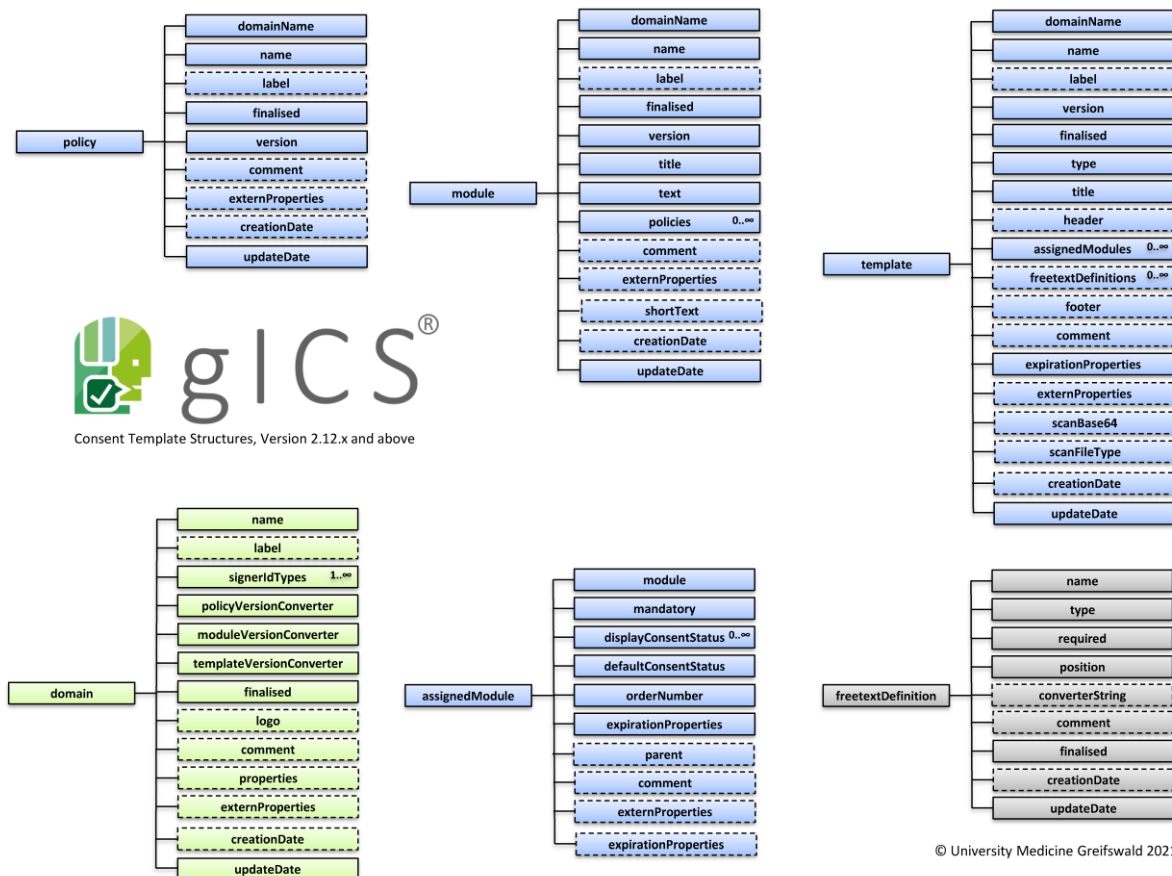 policy
domainName
name
label
finalised
version
comment
externProperties
creationDate
updateDate
module
domainName
name
label
finalised
version
title
text
policies 0..∞
comment
externProperties
shortText
creationDate
updateDate
template
domainName
name
label
version
finalised
type
title
header
assignedModules 0..∞
freetextDefinitions 0..∞
footer
comment
expirationProperties
externProperties
scanBase64
scanFileType
creationDate
updateDate
gICS®
Consent Template Structures, Version 2.12.x and above
domain
name
label
signerIdTypes 1..∞
policyVersionConverter
moduleVersionConverter
templateVersionConverter
finalised
logo
comment
properties
externProperties
creationDate
updateDate
assignedModule
module
mandatory
displayConsentStatus 0..∞
defaultConsentStatus
orderNumber
expirationProperties
parent
comment
externProperties
expirationProperties
freetextDefinition
name
type
required
position
converterString
comment
finalised
creationDate
updateDate
© University Medicine Greifswald 2021